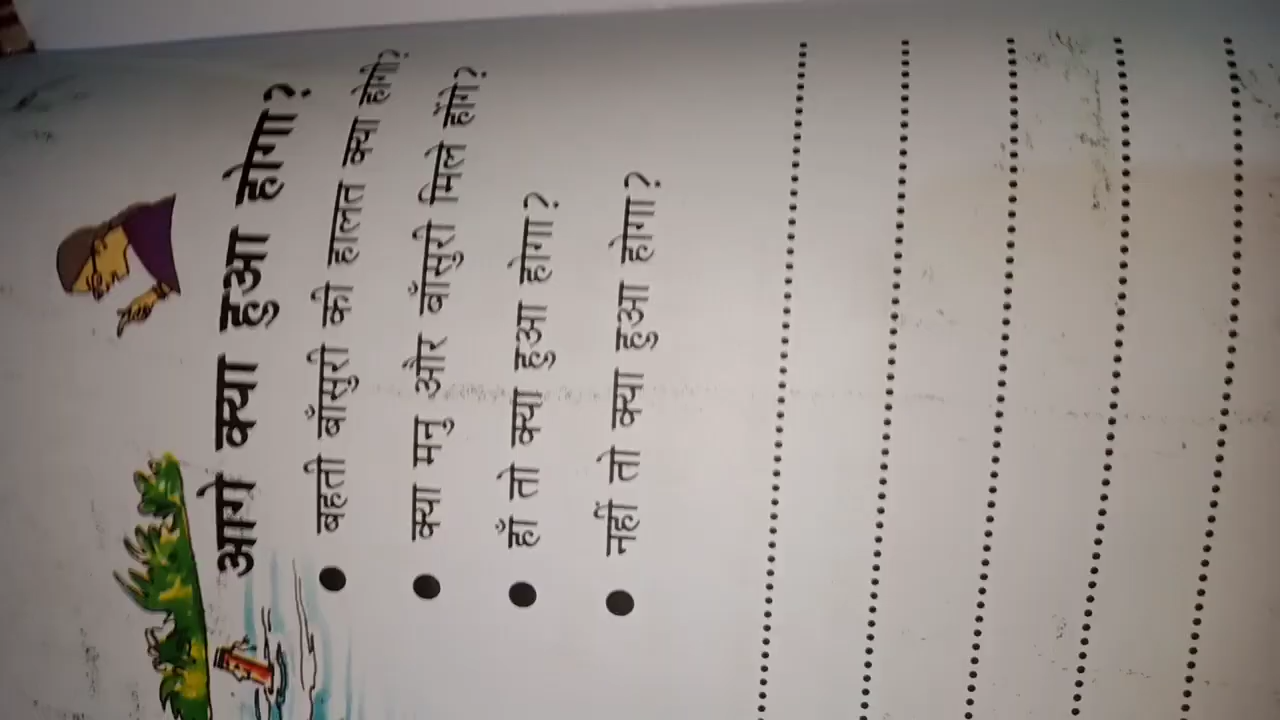 आगे क्या हुआ होगा?
● बहती बाँसुरी की हालत क्या होगी?
● क्या मनु और बाँसुरी मिले होंगे?
● हाँ तो क्या हुआ होगा?
● नहीं तो क्या हुआ होगा?